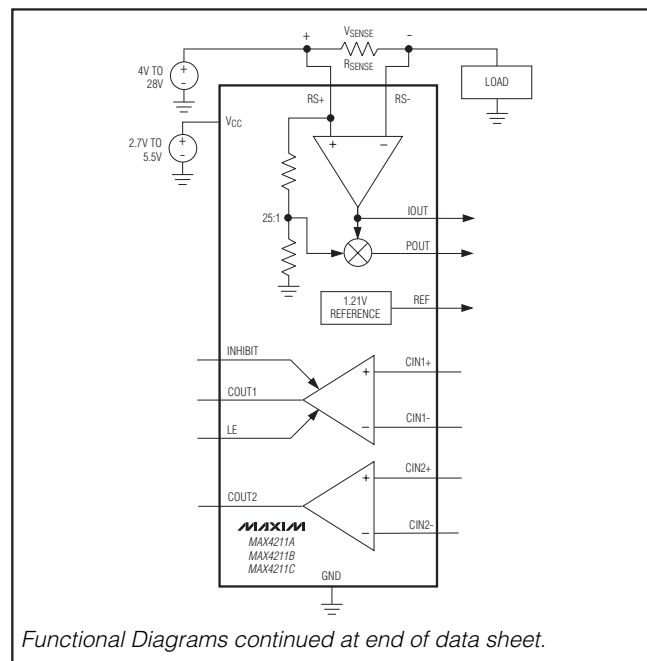 + VSENSE -
RSENSE
4V TO
28V
+
-
LOAD
RS+ RS-
VCC
2.7V TO
5.5V
+
-
+ -
25:1
IOUT
POUT
1.21V
REFERENCE
REF
INHIBIT
COUT1
LE
+
-
CIN1+
CIN1-
COUT2
+
-
CIN2+
CIN2-
MAXIM
MAX4211A
MAX4211B
MAX4211C
GND
Functional Diagrams continued at end of data sheet.